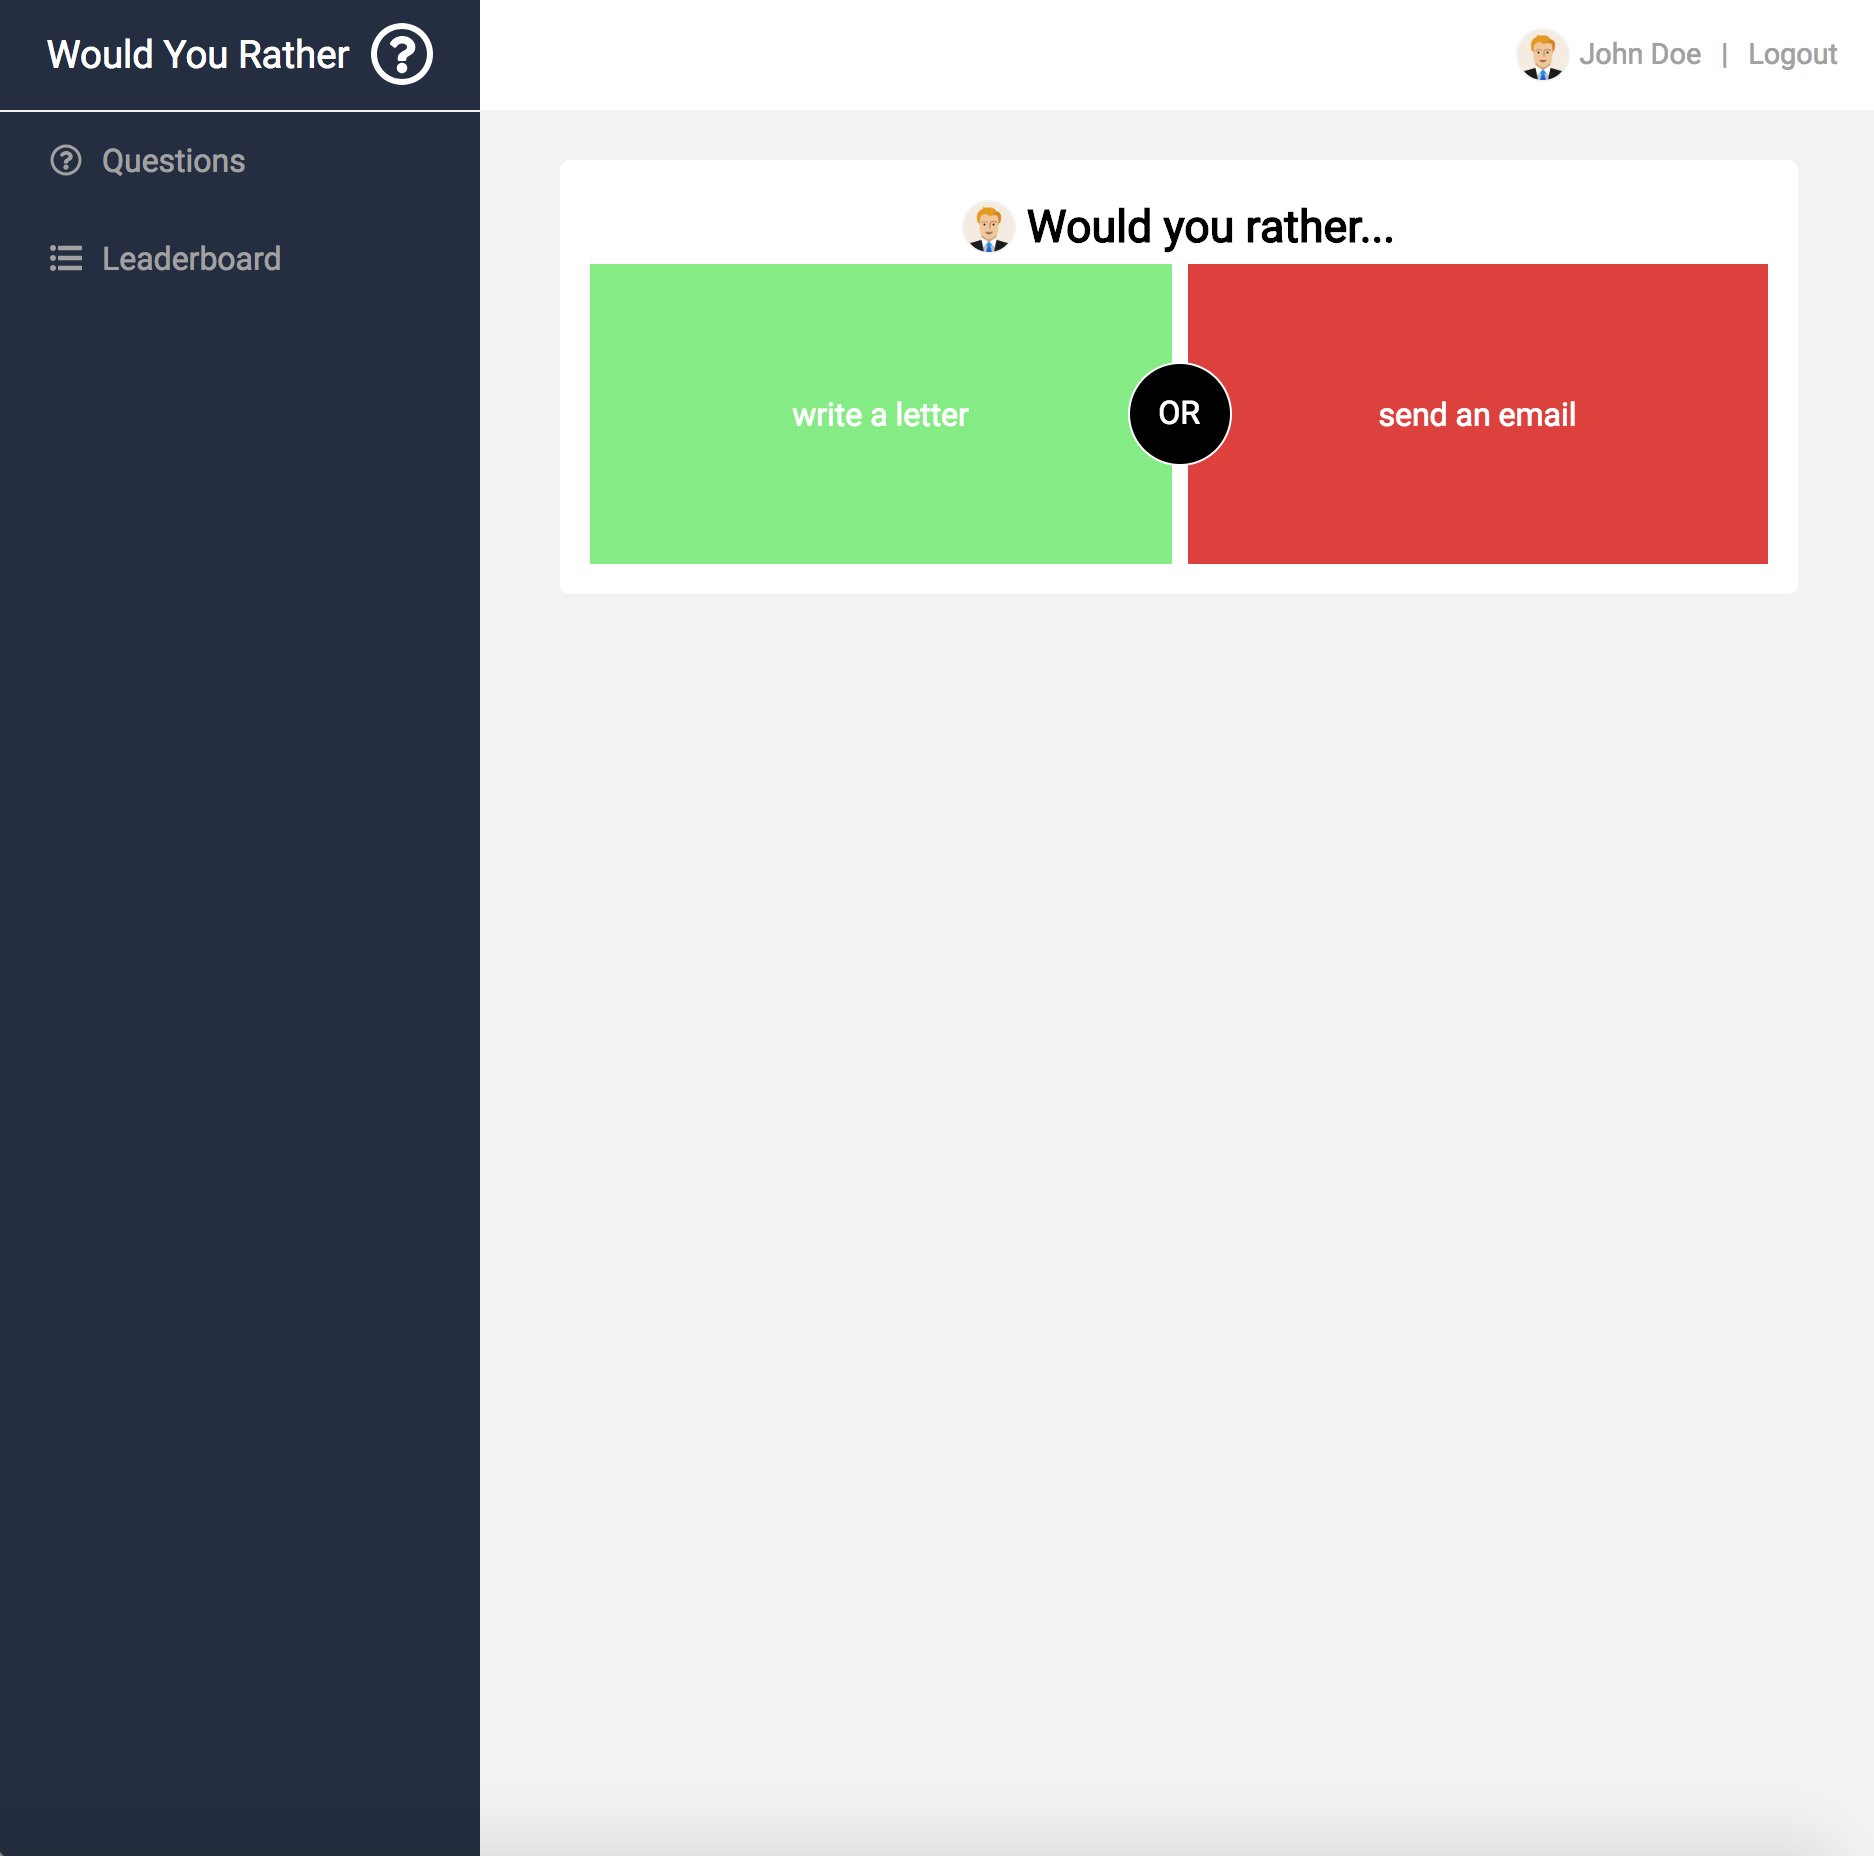 Would You Rather
John Doe | Logout
Questions
Leaderboard
Would you rather...
write a letter
OR
send an email